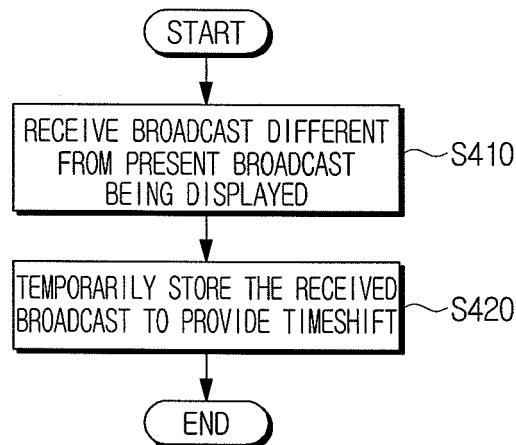 START
RECEIVE BROADCAST DIFFERENT
FROM PRESENT BROADCAST
BEING DISPLAYED
S410
TEMPORARILY STORE THE RECEIVED
BROADCAST TO PROVIDE TIMESHIFT
S420
END